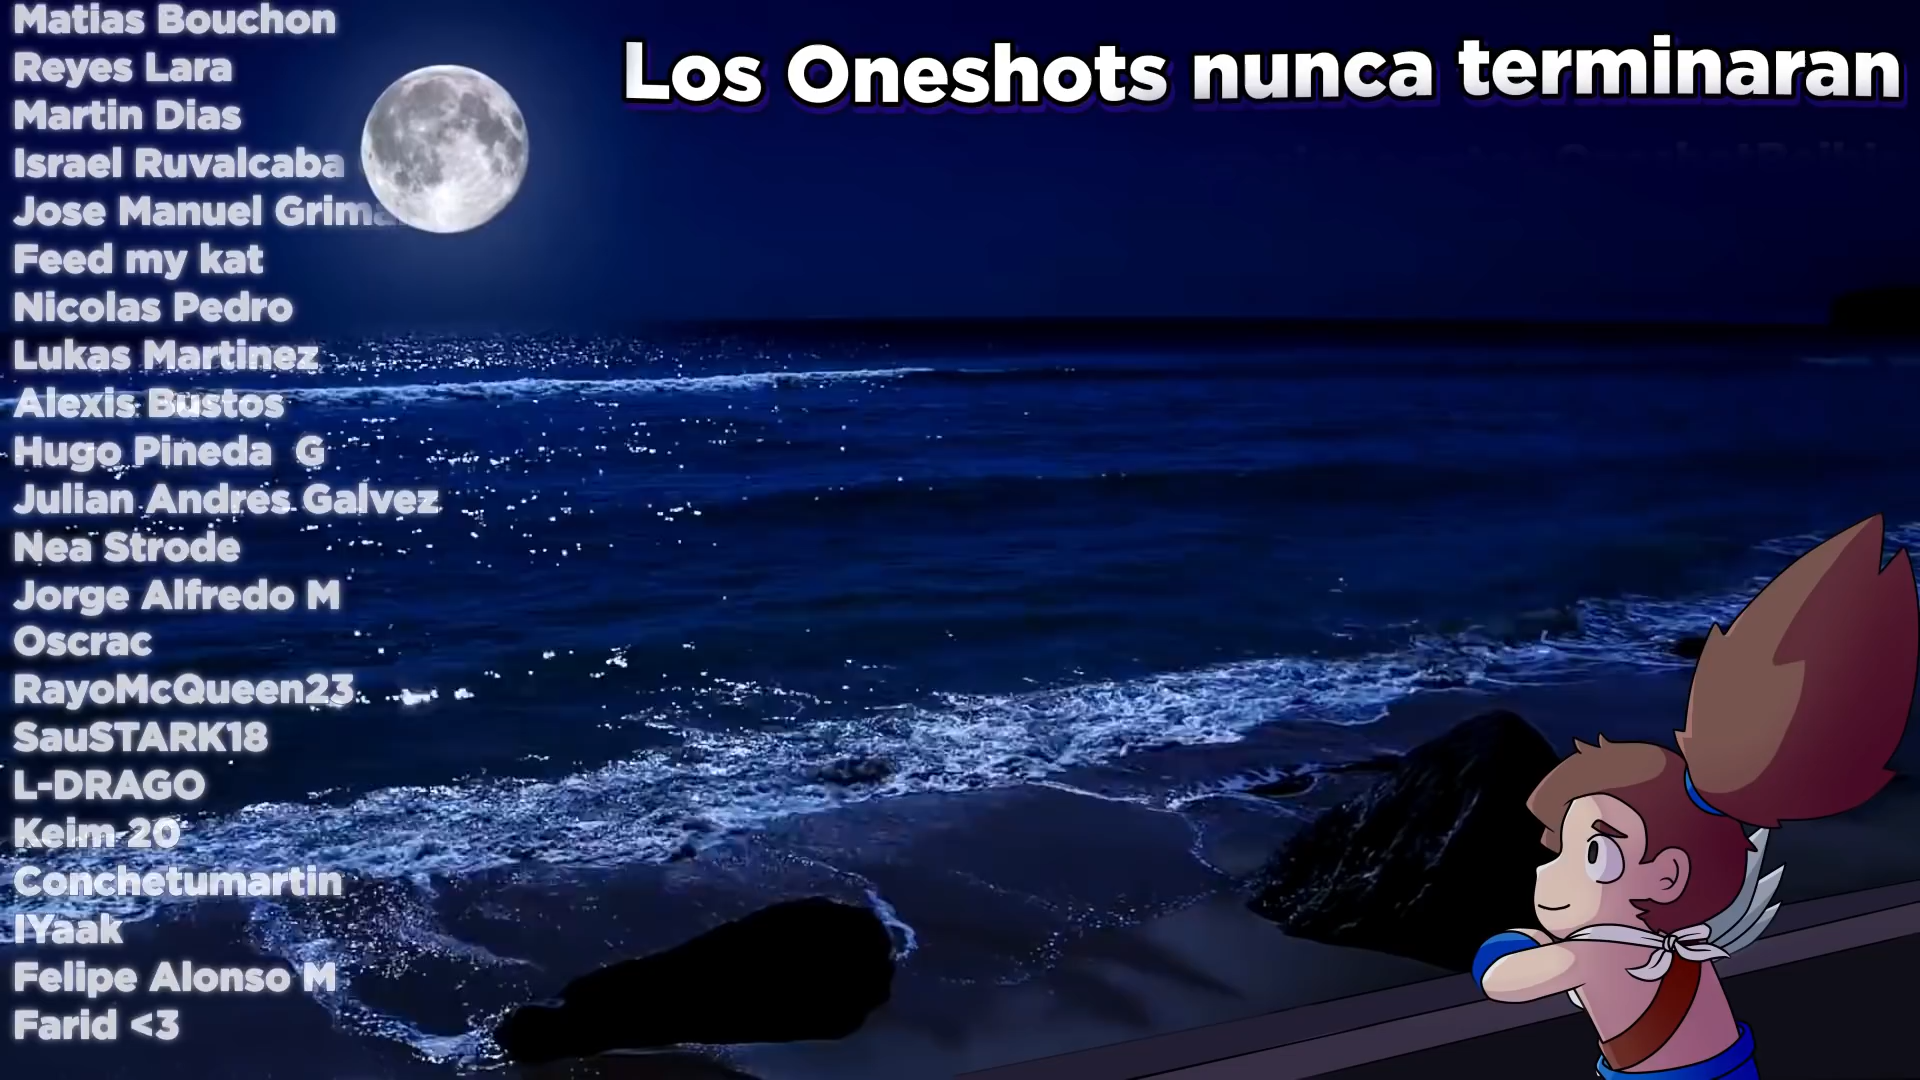 Los Oneshots nunca terminaran
Matias Bouchon
Reyes Lara
Martin Dias
Israel Ruvalcaba
Jose Manuel
Feed my kat
Nicolas Pedro
Lukas Martinez
Alexis Bustos
Hugo Pineda  G
Julian Andres Galvez
Nea Strode
Jorge Alfredo M
Oscrac
RayoMcQueen23
SauSTARK18
L-DRAGO
Keim 20
Conchetumartin
IYaak
Felipe Alonso M
Farid <3